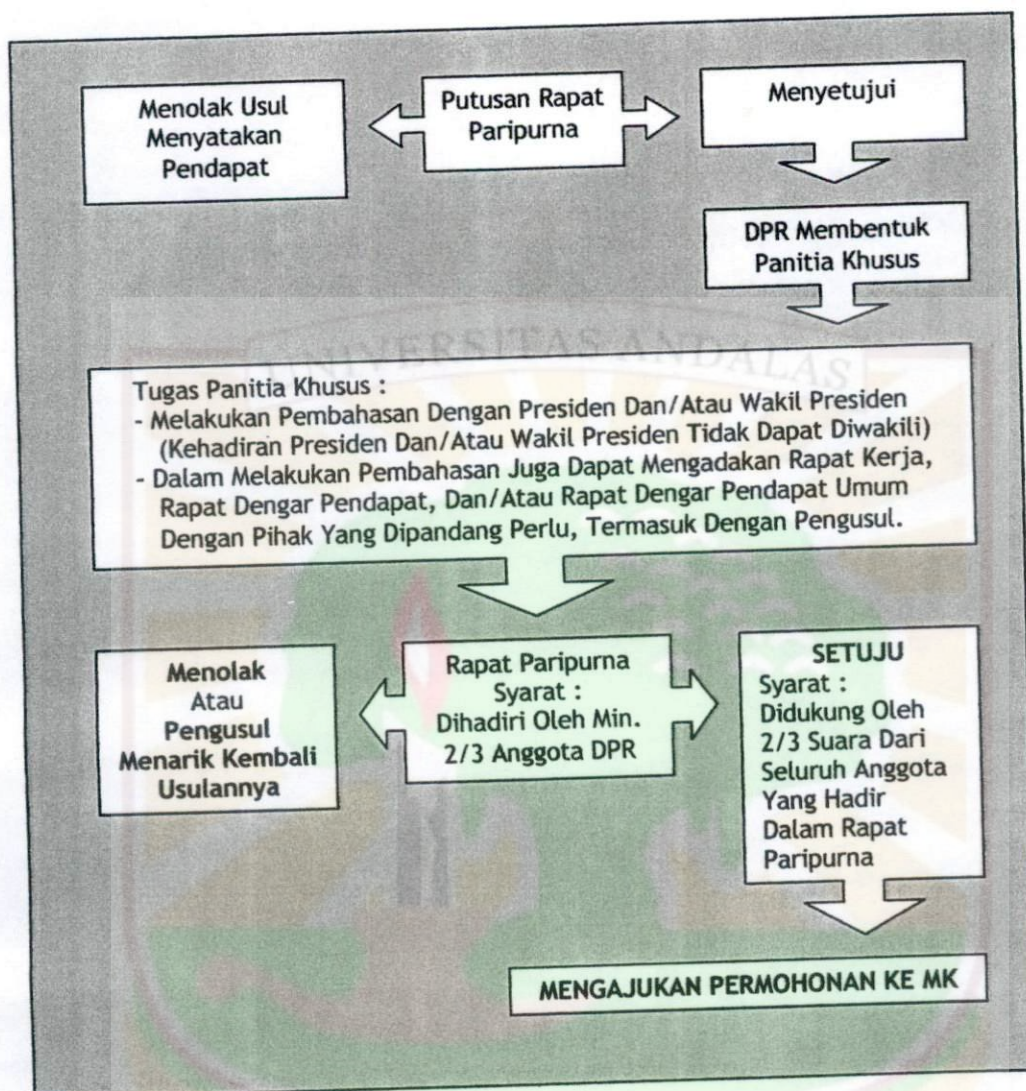 Menolak Usul
Menyatakan
Pendapat
Putusan Rapat
Paripurna
Menyetujui
DPR Membentuk
Panitia Khusus
UNIVERSITAS ANDALAS
Tugas Panitia Khusus :
- Melakukan Pembahasan Dengan Presiden Dan/Atau Wakil Presiden
(Kehadiran Presiden Dan/Atau Wakil Presiden Tidak Dapat Diwakili)
- Dalam Melakukan Pembahasan Juga Dapat Mengadakan Rapat Kerja,
Rapat Dengar Pendapat, Dan/Atau Rapat Dengar Pendapat Umum
Dengan Pihak Yang Dipandang Perlu, Termasuk Dengan Pengusul.
Menolak
Atau
Pengusul
Menarik Kembali
Usulannya
Rapat Paripurna
Syarat :
Dihadiri Oleh Min.
2/3 Anggota DPR
SETUJU
Syarat :
Didukung Oleh
2/3 Suara Dari
Seluruh Anggota
Yang Hadir
Dalam Rapat
Paripurna
MENGAJUKAN PERMOHONAN KE MK